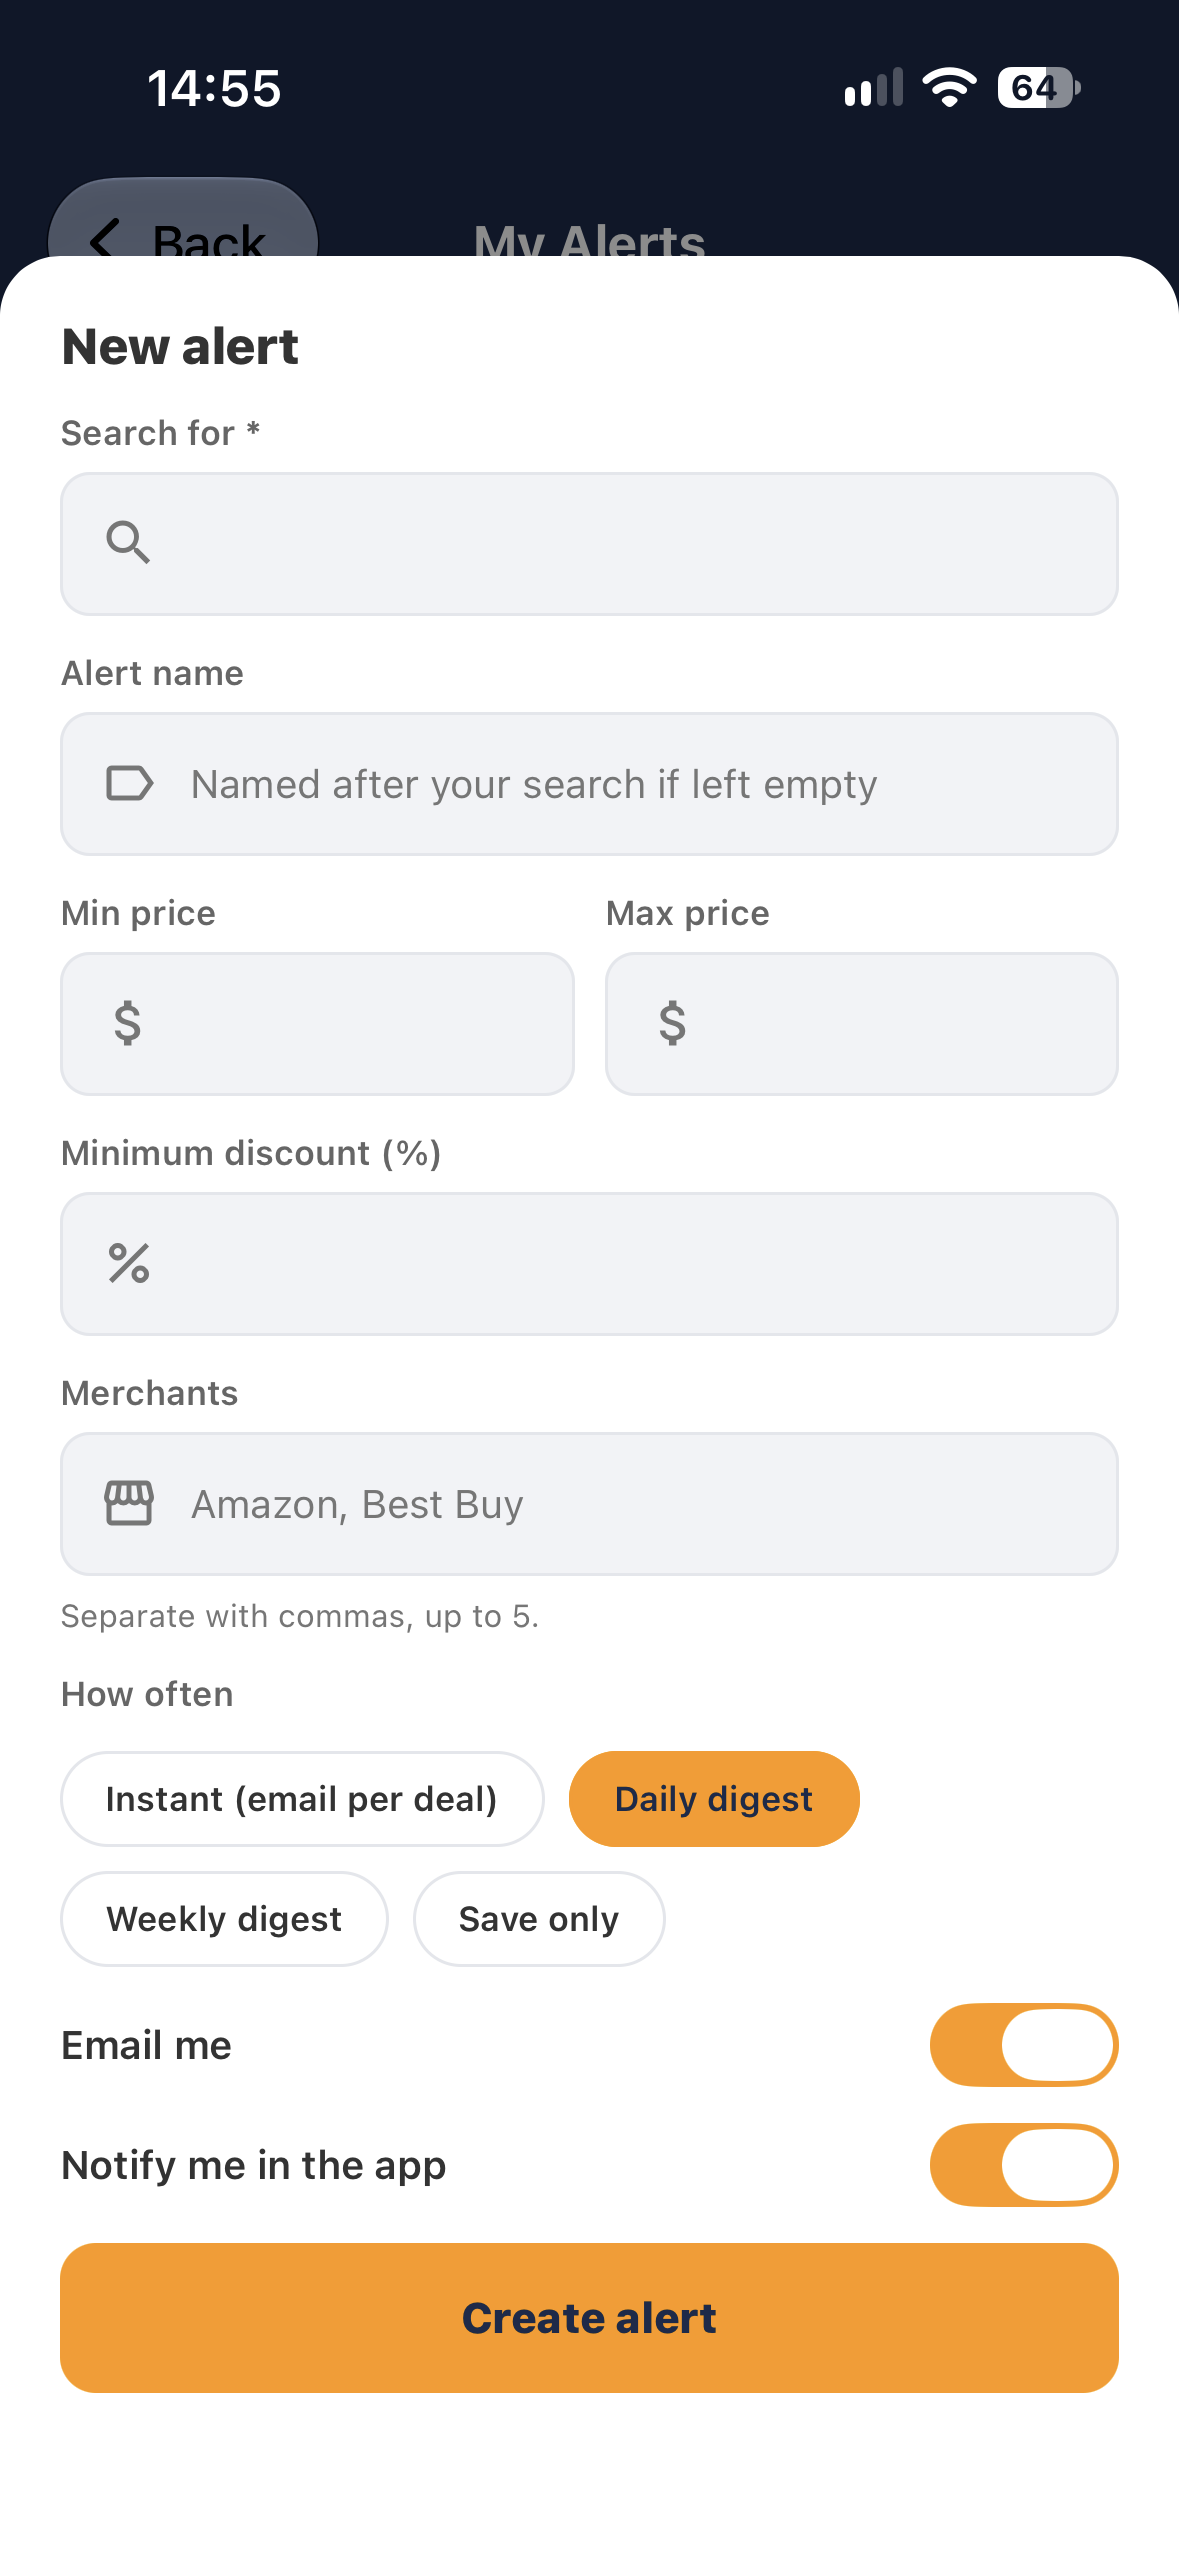 14:55
64
Back
My Alerts
New alert
Search for *
Alert name
Named after your search if left empty
Min price
Max price
$
$
Minimum discount (%)
%
Merchants
Amazon, Best Buy
Separate with commas, up to 5.
How often
Instant (email per deal)
Daily digest
Weekly digest
Save only
Email me
Notify me in the app
Create alert